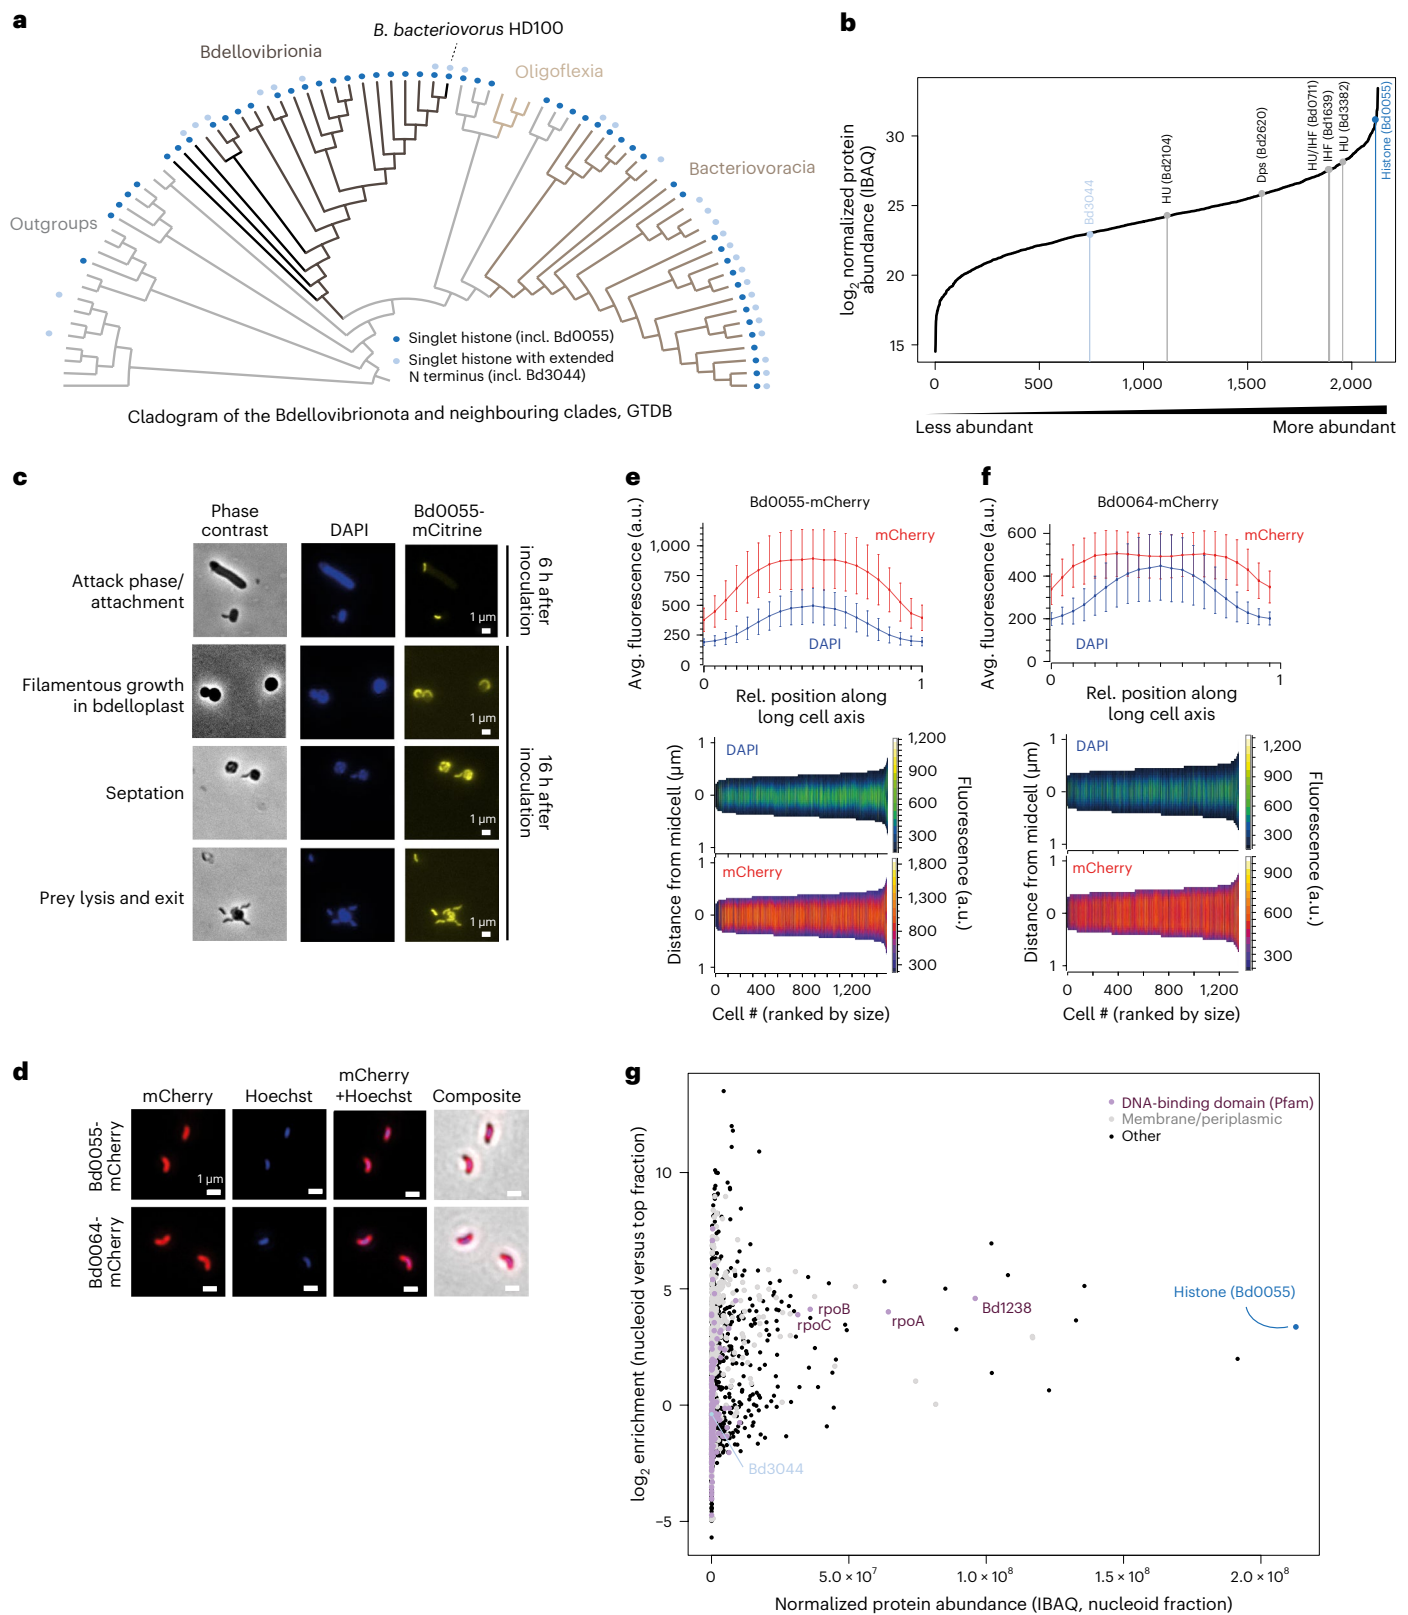 a
B. bacteriovorus HD100
Bdellovibrionia
Oligoflexia
Bacteriovoracia
Outgroups
Singlet histone (incl. Bd0055)
Singlet histone with extended
N terminus (incl. Bd3044)
Cladogram of the Bdellovibrionota and neighbouring clades, GTDB
b
log2 normalized protein
abundance (IBAQ)
30
25
20
15
Bd3044
HU (Bd2104)
Dps (Bd2620)
HU/IHF (Bd0711)
IHF (Bd1639)
HU (Bd3382)
Histone (Bd0055)
0
500
1,000
1,500
2,000
Less abundant
More abundant
c
Phase
contrast
DAPI
Bd0055-
mCitrine
Attack phase/
attachment
1 µm
6 h after
inoculation
Filamentous growth
in bdelloplast
1 µm
Septation
1 µm
16 h after
inoculation
Prey lysis and exit
1 µm
d
mCherry
Hoechst
mCherry
+Hoechst
Composite
Bd0055-
mCherry
1 µm
Bd0064-
mCherry
e
Bd0055-mCherry
Avg. fluorescence (a.u.)
1,000
750
500
250
0
mCherry
DAPI
0
1
Rel. position along
long cell axis
Distance from midcell (µm)
1
0
1
DAPI
1,200
900
600
300
1
0
1
mCherry
1,800
1,300
800
300
Fluorescence (a.u.)
0
400
800
1,200
Cell # (ranked by size)
f
Bd0064-mCherry
Avg. fluorescence (a.u.)
600
400
200
0
mCherry
DAPI
0
1
Rel. position along
long cell axis
Distance from midcell (µm)
1
0
1
DAPI
1,200
900
600
300
1
0
1
mCherry
900
600
300
Fluorescence (a.u.)
0
400
800
1,200
Cell # (ranked by size)
g
log2 enrichment (nucleoid versus top fraction)
10
5
0
−5
DNA-binding domain (Pfam)
Membrane/periplasmic
Other
Histone (Bd0055)
rpoB
rpoC
rpoA
Bd1238
Bd3044
0
5.0 × 10^7
1.0 × 10^8
1.5 × 10^8
2.0 × 10^8
Normalized protein abundance (IBAQ, nucleoid fraction)